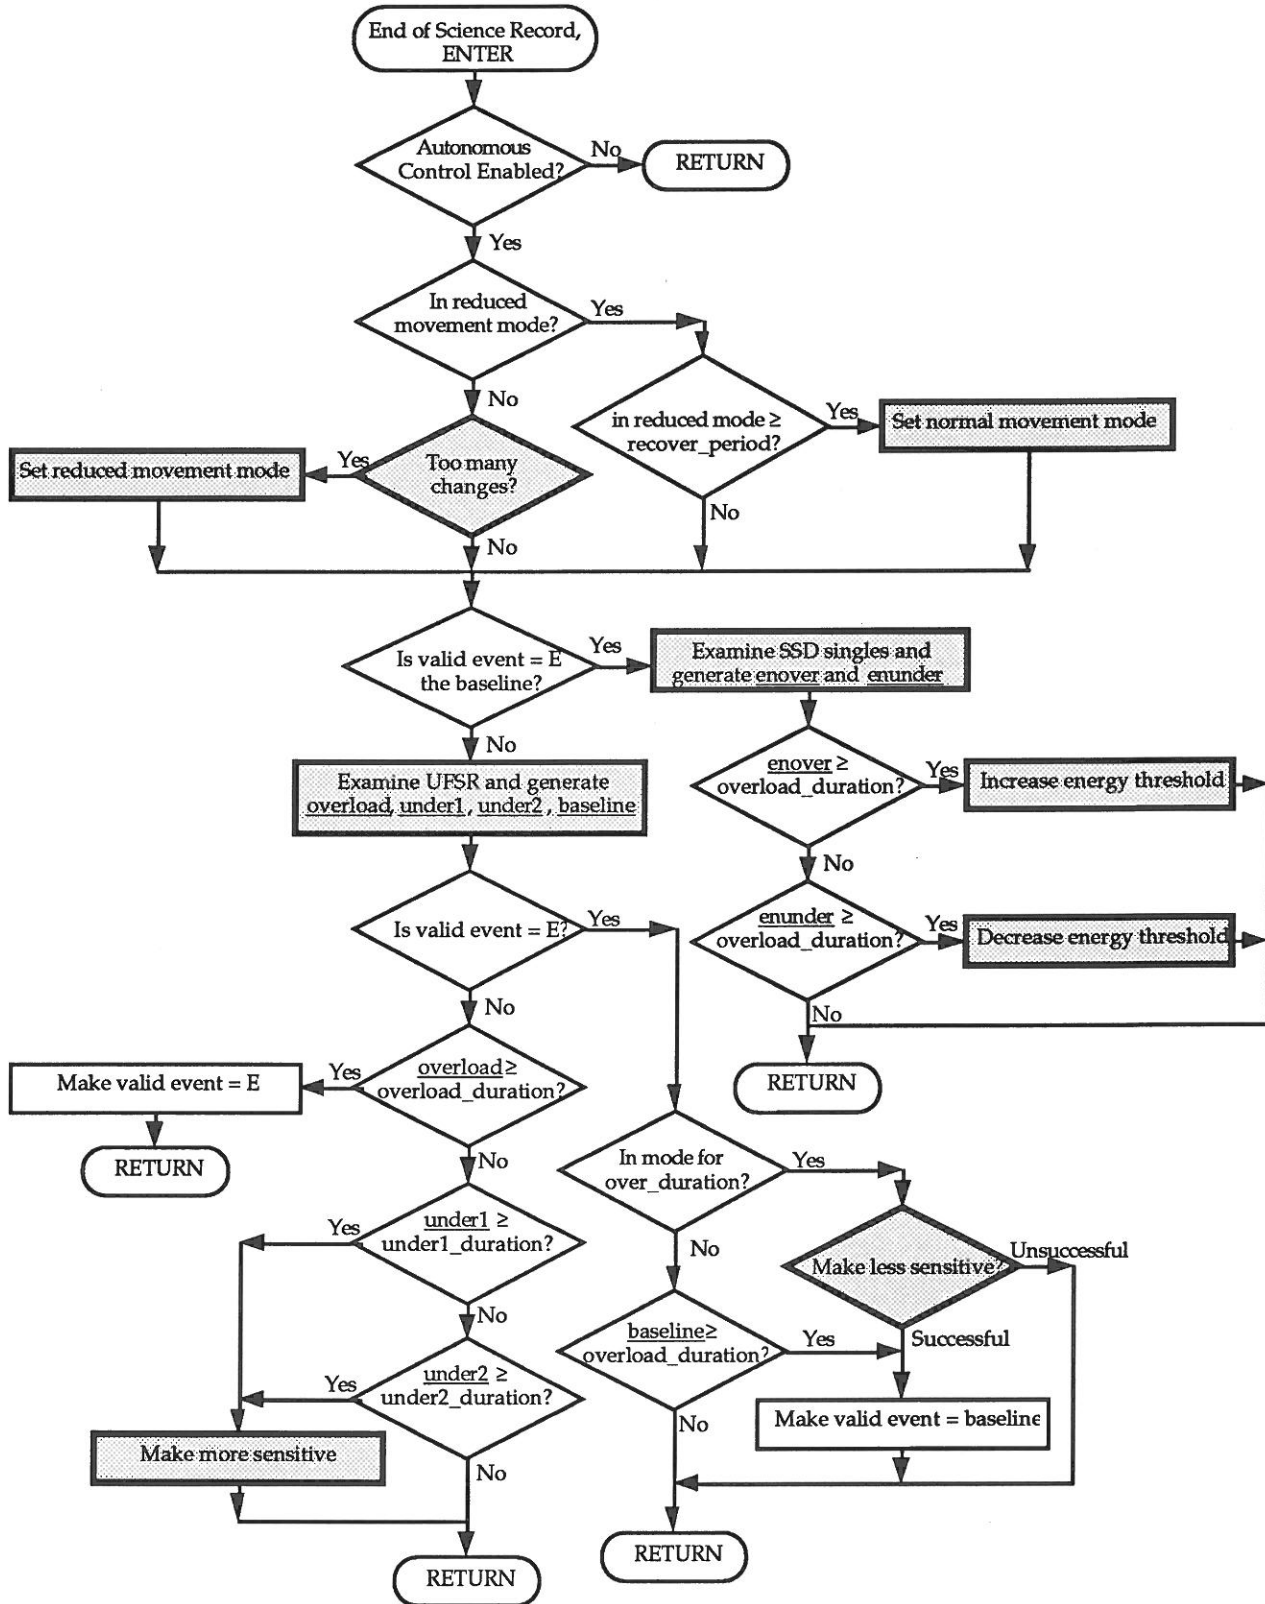 End of Science Record,
ENTER
Autonomous
Control Enabled?
No
RETURN
Yes
In reduced
movement mode?
Yes
No
in reduced mode ≥
recover_period?
Yes
Set normal movement mode
Set reduced movement mode
Yes
Too many
changes?
No
No
Is valid event = E
the baseline?
Yes
Examine SSD singles and
generate enover and enunder
No
Examine UFSR and generate
overload, under1, under2, baseline
enover ≥
overload_duration?
Yes
Increase energy threshold
No
Is valid event = E?
Yes
enunder ≥
overload_duration?
Yes
Decrease energy threshold
No
No
RETURN
Make valid event = E
Yes
overload≥
overload_duration?
RETURN
No
In mode for
over_duration?
Yes
Yes
under1 ≥
under1_duration?
No
Make less sensitive?
Unsuccessful
No
baseline≥
overload_duration?
Yes
Successful
Yes
under2 ≥
under2_duration?
Make valid event = baseline
No
Make more sensitive
No
RETURN
RETURN